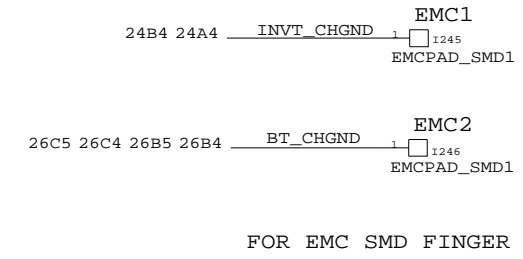 EMC1
24B4 24A4 INVT_CHGND 1 I245
EMCPAD_SMD1
EMC2
26C5 26C4 26B5 26B4 BT_CHGND 1 I246
EMCPAD_SMD1
FOR EMC SMD FINGER